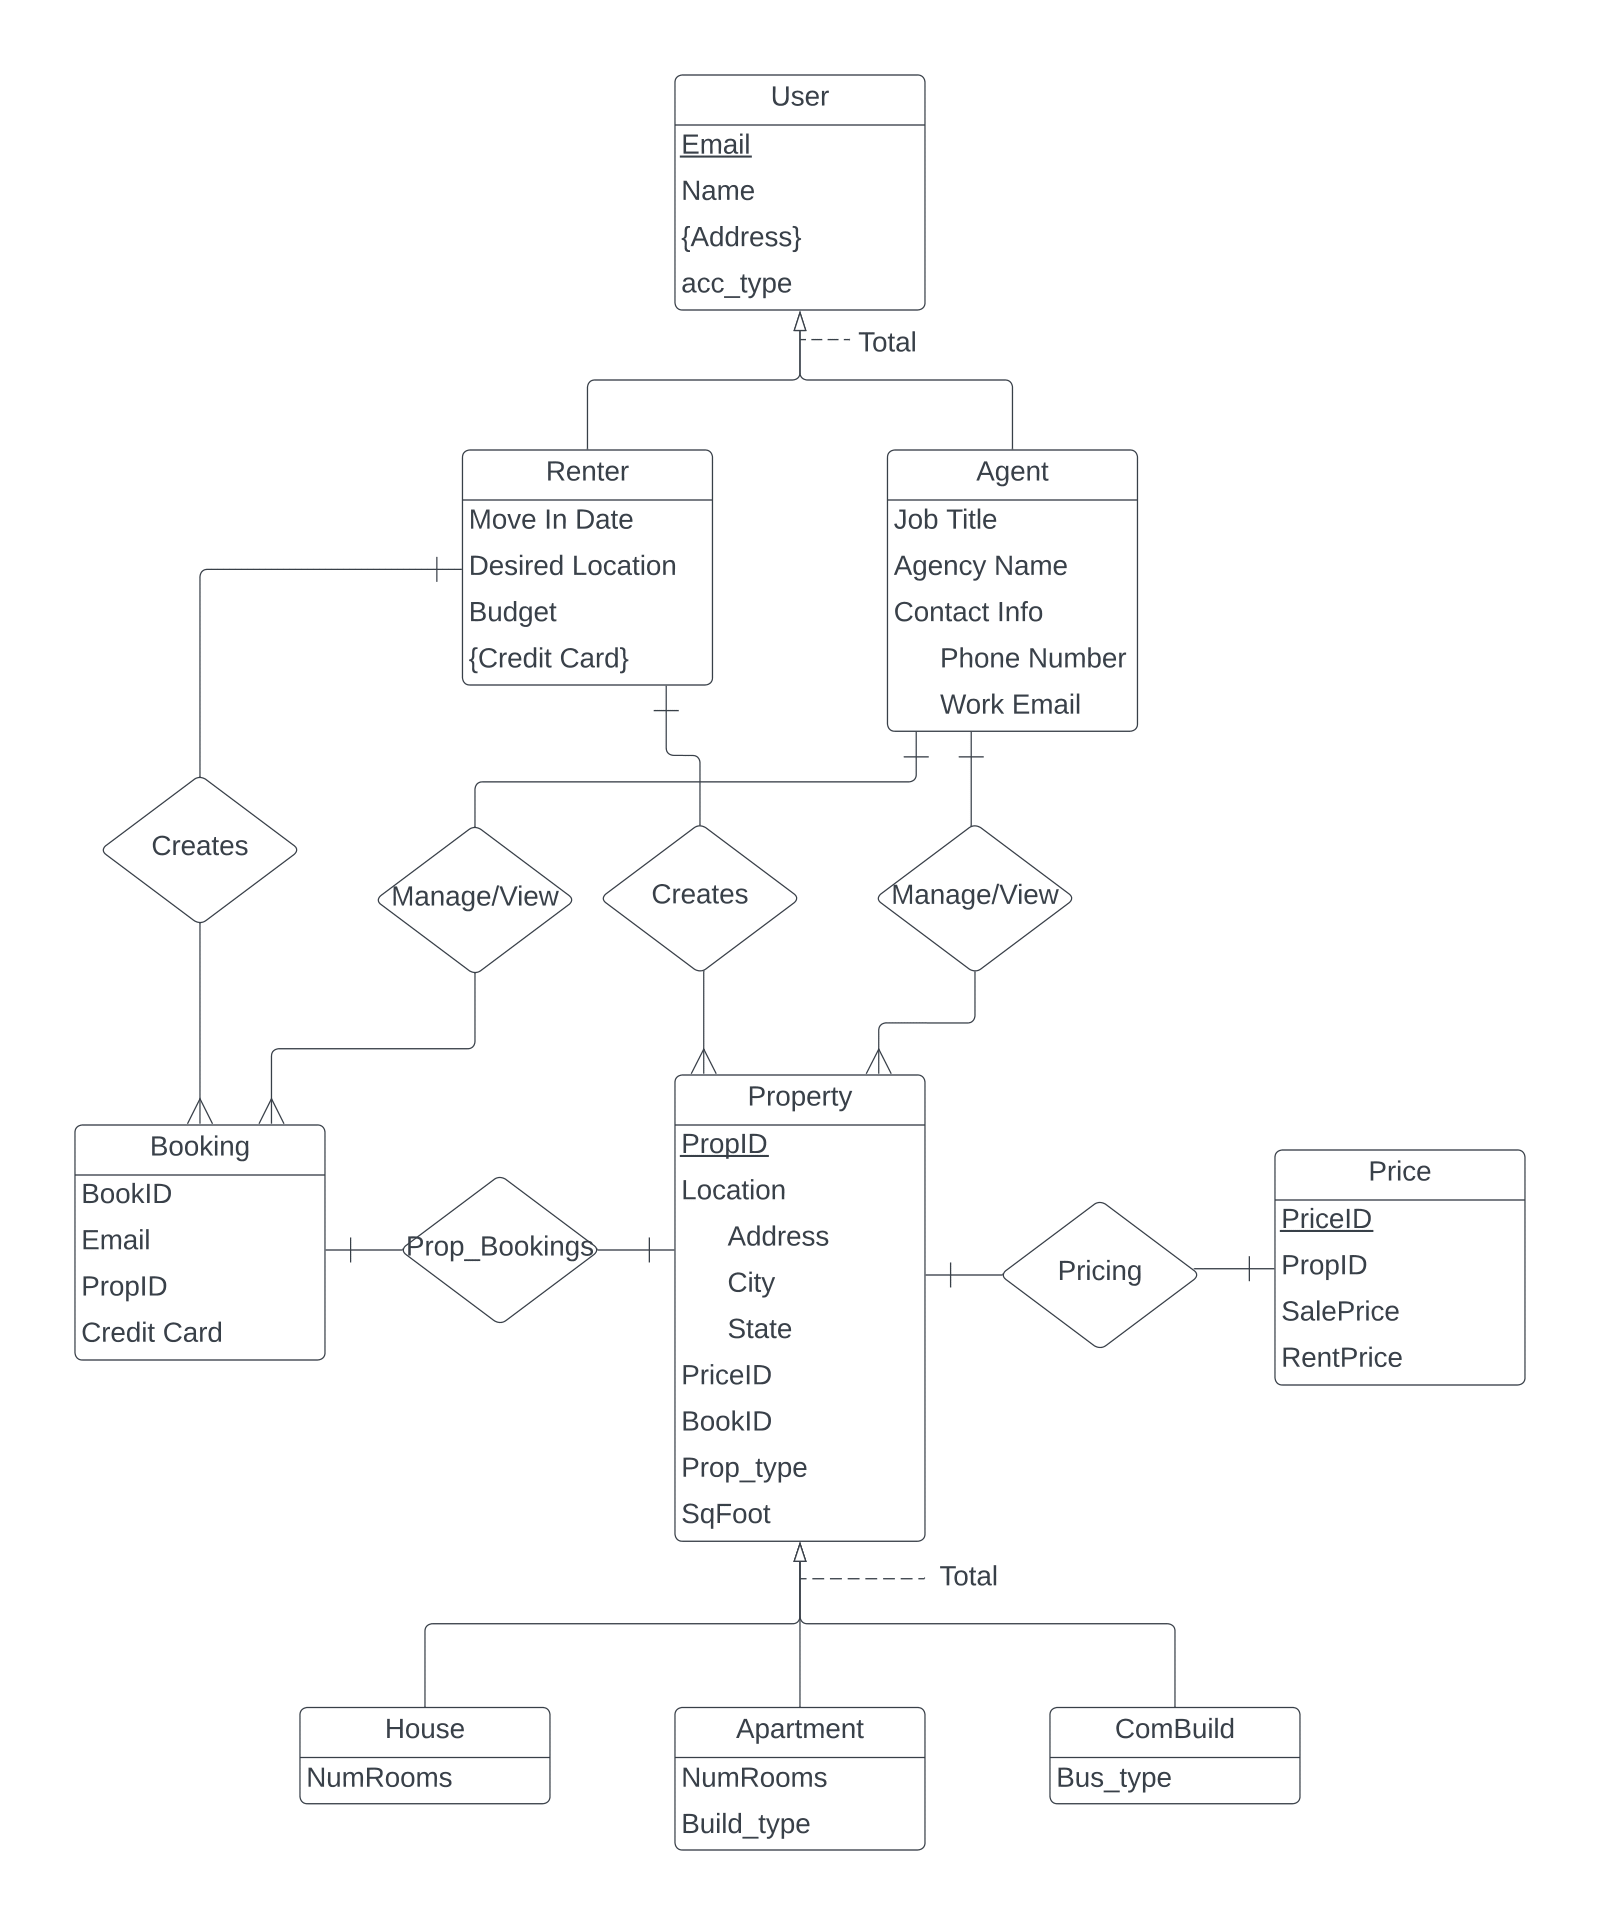 User
Email
Name
{Address}
acc_type
Total
Renter
Move In Date
Desired Location
Budget
{Credit Card}
Agent
Job Title
Agency Name
Contact Info
Phone Number
Work Email
Creates
Manage/View
Creates
Manage/View
Booking
BookID
Email
PropID
Credit Card
Prop_Bookings
Property
PropID
Location
Address
City
State
PriceID
BookID
Prop_type
SqFoot
Pricing
Price
PriceID
PropID
SalePrice
RentPrice
Total
House
NumRooms
Apartment
NumRooms
Build_type
ComBuild
Bus_type